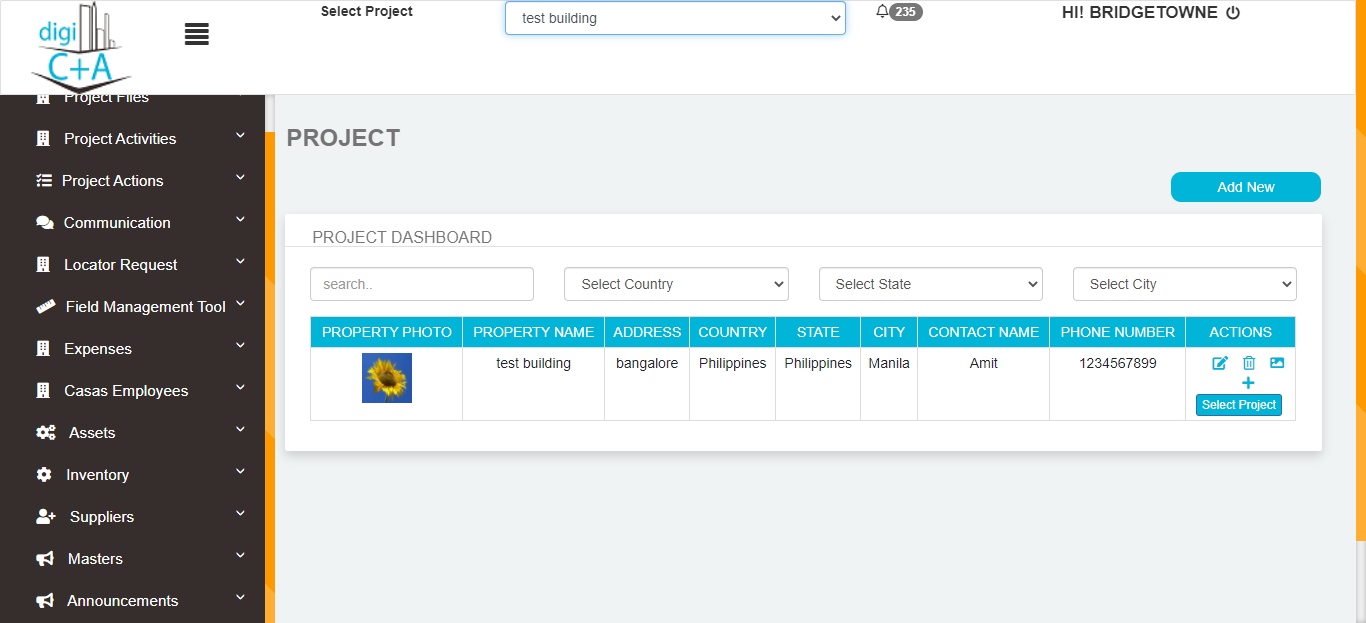 digi
C+A
Select Project
test building
235
HI! BRIDGETOWNE
Project Files
Project Activities
Project Actions
Communication
Locator Request
Field Management Tool
Expenses
Casas Employees
Assets
Inventory
Suppliers
Masters
Announcements
PROJECT
Add New
PROJECT DASHBOARD
search..
Select Country
Select State
Select City
PROPERTY PHOTO PROPERTY NAME ADDRESS COUNTRY STATE CITY CONTACT NAME PHONE NUMBER ACTIONS
test building bangalore Philippines Philippines Manila Amit 1234567899
Select Project